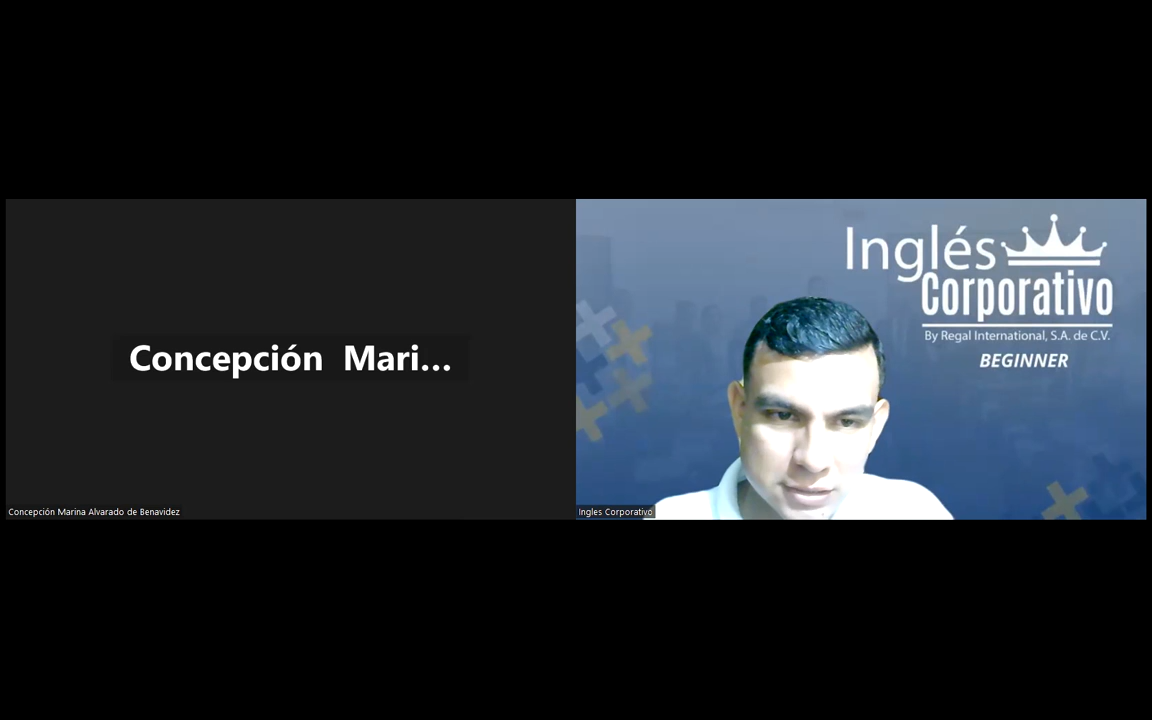 Concepción Mari...
Concepción Marina Alvarado de Benavidez
Inglés
Corporativo
By Regal International, S.A. de C.V.
BEGINNER
Ingles Corporativo